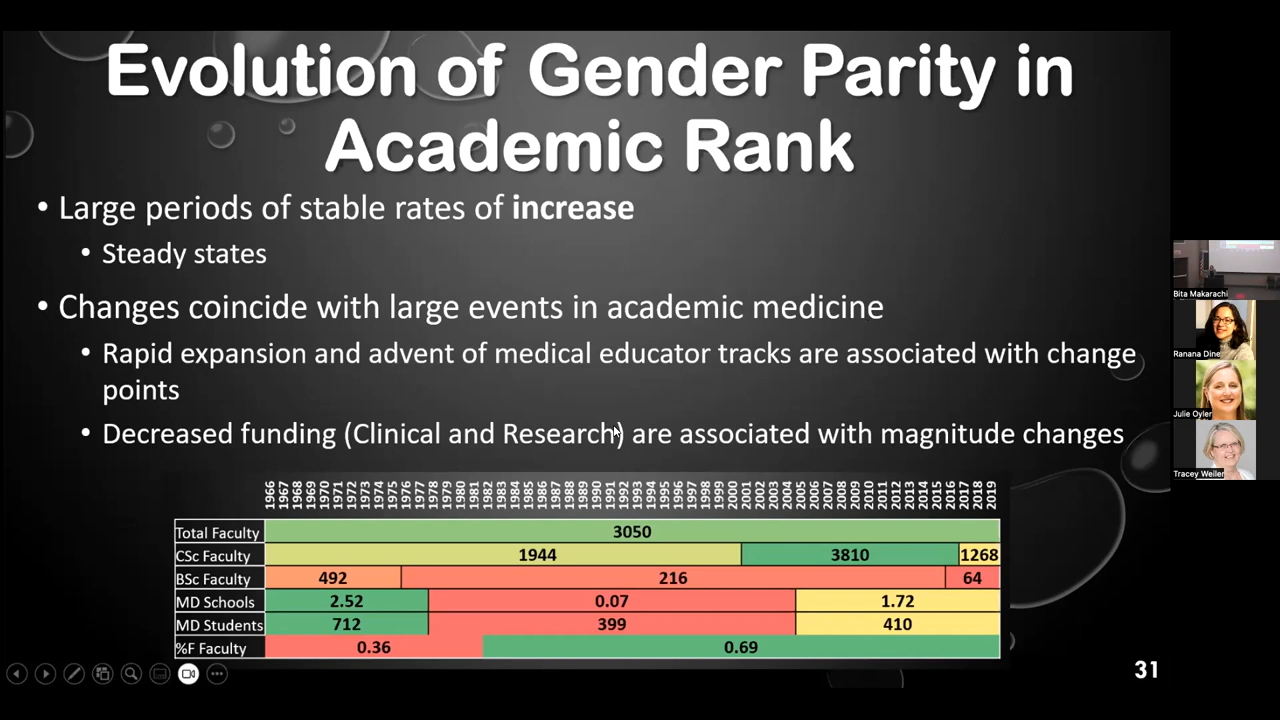 Evolution of Gender Parity in
Academic Rank
• Large periods of stable rates of increase
• Steady states
• Changes coincide with large events in academic medicine
• Rapid expansion and advent of medical educator tracks are associated with change
points
• Decreased funding (Clinical and Research) are associated with magnitude changes
1966 1967 1968 1969 1970 1971 1972 1973 1974 1975 1976 1977 1978 1979 1980 1981 1982 1983 1984 1985 1986 1987 1988 1989 1990 1991 1992 1993 1994 1995 1996 1997 1998 1999 2000 2001 2002 2003 2004 2005 2006 2007 2008 2009 2010 2011 2012 2013 2014 2015 2016 2017 2018 2019
Total Faculty 3050
CSc Faculty 1944 3810 1268
BSc Faculty 492 216 64
MD Schools 2.52 0.07 1.72
MD Students 712 399 410
%F Faculty 0.36 0.69
31
Bita Makarachi
Ranana Dine
Julie Oyler
Tracey Weiler